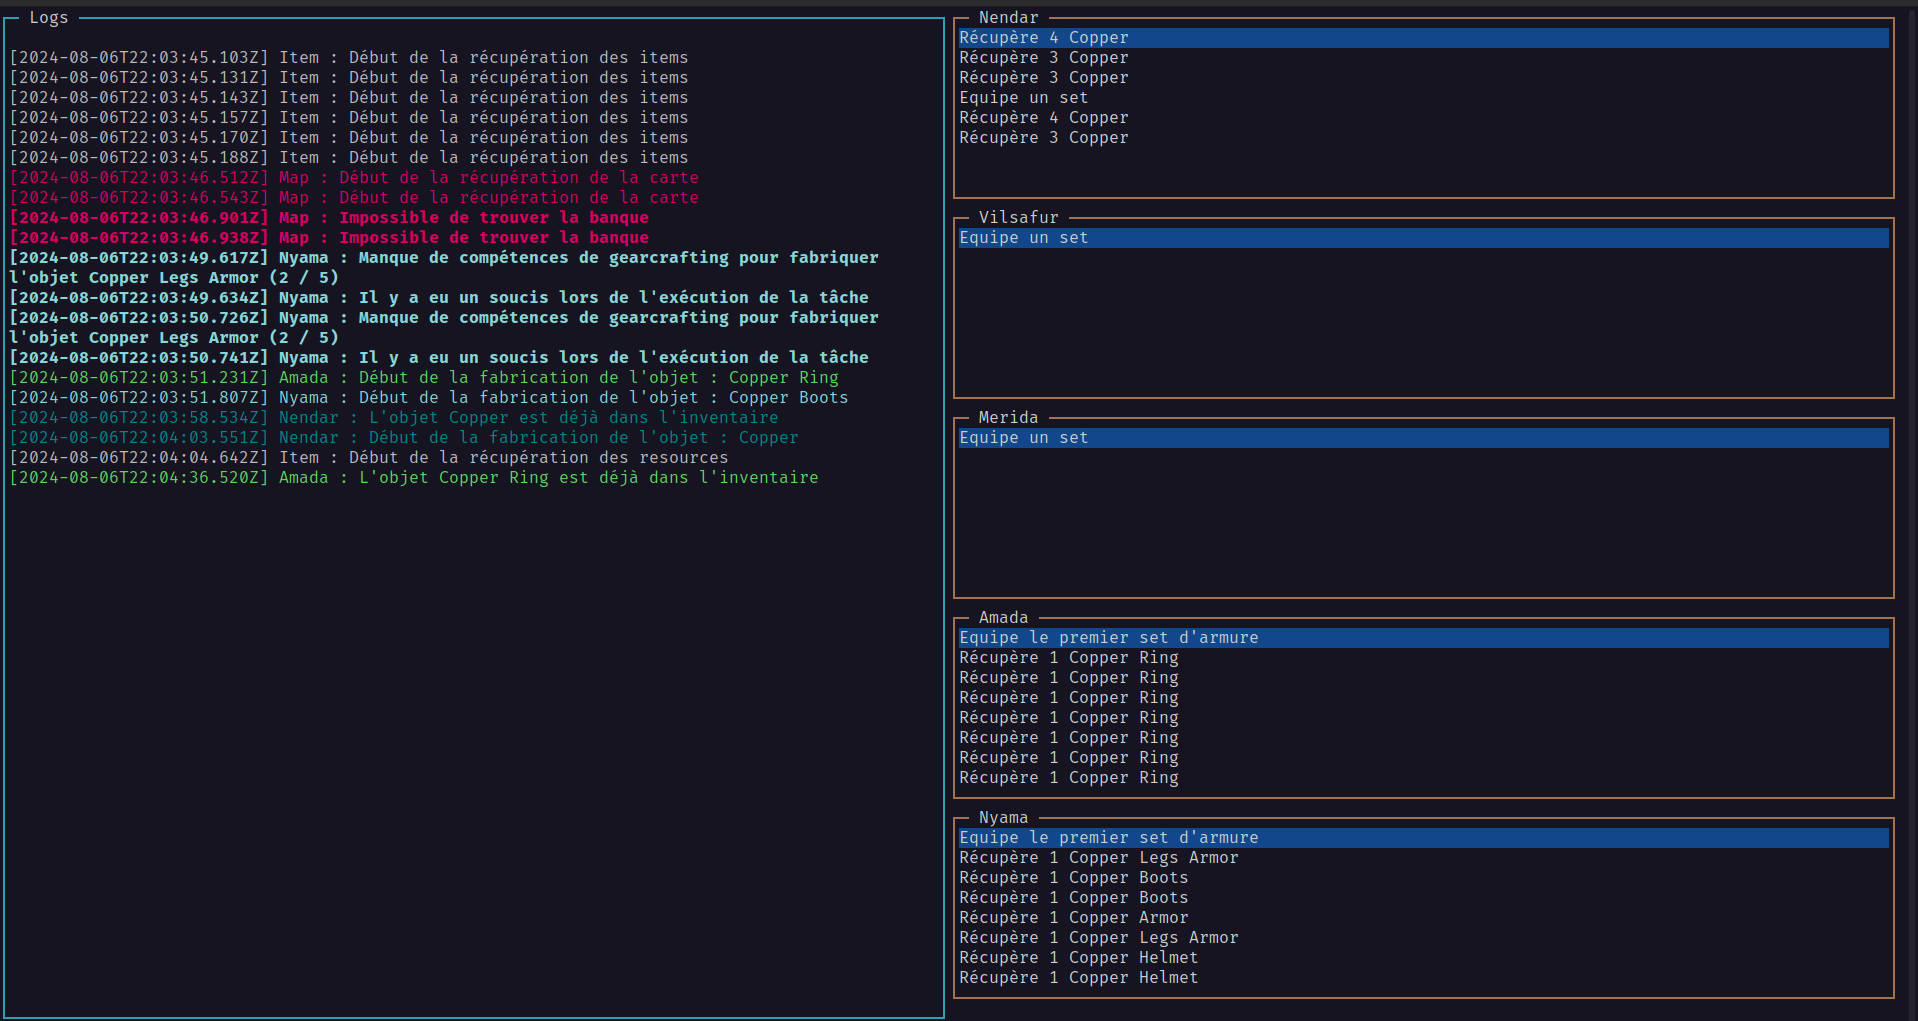 Logs
[2024-08-06T22:03:45.103Z] Item : Début de la récupération des items
[2024-08-06T22:03:45.131Z] Item : Début de la récupération des items
[2024-08-06T22:03:45.143Z] Item : Début de la récupération des items
[2024-08-06T22:03:45.157Z] Item : Début de la récupération des items
[2024-08-06T22:03:45.170Z] Item : Début de la récupération des items
[2024-08-06T22:03:45.188Z] Item : Début de la récupération des items
[2024-08-06T22:03:46.512Z] Map : Début de la récupération de la carte
[2024-08-06T22:03:46.543Z] Map : Début de la récupération de la carte
[2024-08-06T22:03:46.901Z] Map : Impossible de trouver la banque
[2024-08-06T22:03:46.938Z] Map : Impossible de trouver la banque
[2024-08-06T22:03:49.617Z] Nyama : Manque de compétences de gearcrafting pour fabriquer
l'objet Copper Legs Armor (2 / 5)
[2024-08-06T22:03:49.634Z] Nyama : Il y a eu un soucis lors de l'exécution de la tâche
[2024-08-06T22:03:50.726Z] Nyama : Manque de compétences de gearcrafting pour fabriquer
l'objet Copper Legs Armor (2 / 5)
[2024-08-06T22:03:50.741Z] Nyama : Il y a eu un soucis lors de l'exécution de la tâche
[2024-08-06T22:03:51.231Z] Amada : Début de la fabrication de l'objet : Copper Ring
[2024-08-06T22:03:51.807Z] Nyama : Début de la fabrication de l'objet : Copper Boots
[2024-08-06T22:03:58.534Z] Nendar : L'objet Copper est déjà dans l'inventaire
[2024-08-06T22:04:03.551Z] Nendar : Début de la fabrication de l'objet : Copper
[2024-08-06T22:04:04.642Z] Item : Début de la récupération des resources
[2024-08-06T22:04:36.520Z] Amada : L'objet Copper Ring est déjà dans l'inventaire
Nendar
Récupère 4 Copper
Récupère 3 Copper
Récupère 3 Copper
Equipe un set
Récupère 4 Copper
Récupère 3 Copper
Vilsafur
Equipe un set
Merida
Equipe un set
Amada
Equipe le premier set d'armure
Récupère 1 Copper Ring
Récupère 1 Copper Ring
Récupère 1 Copper Ring
Récupère 1 Copper Ring
Récupère 1 Copper Ring
Récupère 1 Copper Ring
Récupère 1 Copper Ring
Nyama
Equipe le premier set d'armure
Récupère 1 Copper Legs Armor
Récupère 1 Copper Boots
Récupère 1 Copper Boots
Récupère 1 Copper Armor
Récupère 1 Copper Legs Armor
Récupère 1 Copper Helmet
Récupère 1 Copper Helmet